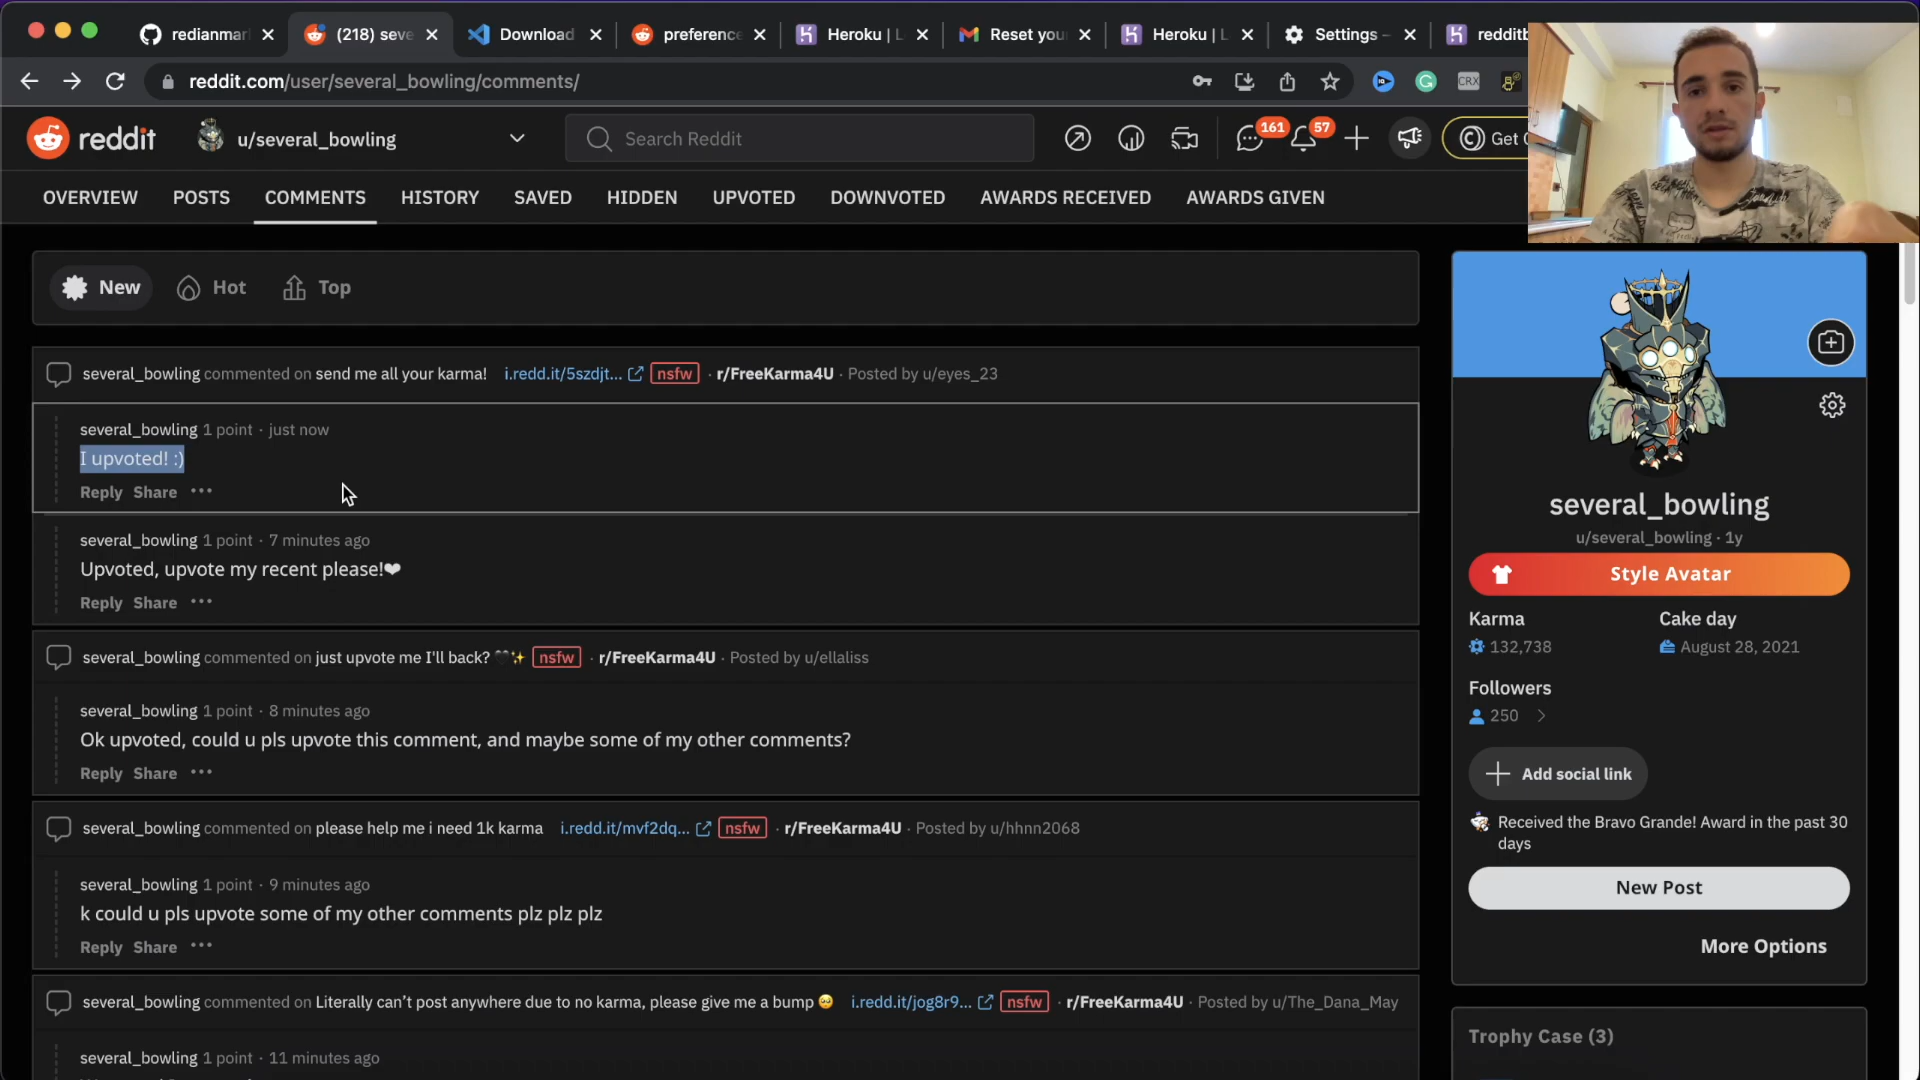 redianmar
(218) seve
Download
preference
Heroku | L
Reset you
Heroku | L
Settings -
redditb
reddit.com/user/several_bowling/comments/
CRX
reddit
u/several_bowling
Search Reddit
161
57
Get
OVERVIEW
POSTS
COMMENTS
HISTORY
SAVED
HIDDEN
UPVOTED
DOWNVOTED
AWARDS RECEIVED
AWARDS GIVEN
New
Hot
Top
several_bowling commented on send me all your karma! i.redd.it/5szdjt... nsfw · r/FreeKarma4U · Posted by u/eyes_23
several_bowling 1 point · just now
I upvoted! :)
Reply Share ···
several_bowling 1 point · 7 minutes ago
Upvoted, upvote my recent please!❤
Reply Share ···
several_bowling commented on just upvote me I'll back? 🖤✨ nsfw · r/FreeKarma4U · Posted by u/ellaliss
several_bowling 1 point · 8 minutes ago
Ok upvoted, could u pls upvote this comment, and maybe some of my other comments?
Reply Share ···
several_bowling commented on please help me i need 1k karma i.redd.it/mvf2dq... nsfw · r/FreeKarma4U · Posted by u/hhnn2068
several_bowling 1 point · 9 minutes ago
k could u pls upvote some of my other comments plz plz plz
Reply Share ···
several_bowling commented on Literally can’t post anywhere due to no karma, please give me a bump 🥺 i.redd.it/jog8r9... nsfw · r/FreeKarma4U · Posted by u/The_Dana_May
several_bowling 1 point · 11 minutes ago
several_bowling
u/several_bowling · 1y
Style Avatar
Karma
Cake day
132,738
August 28, 2021
Followers
250
Add social link
Received the Bravo Grande! Award in the past 30
days
New Post
More Options
Trophy Case (3)